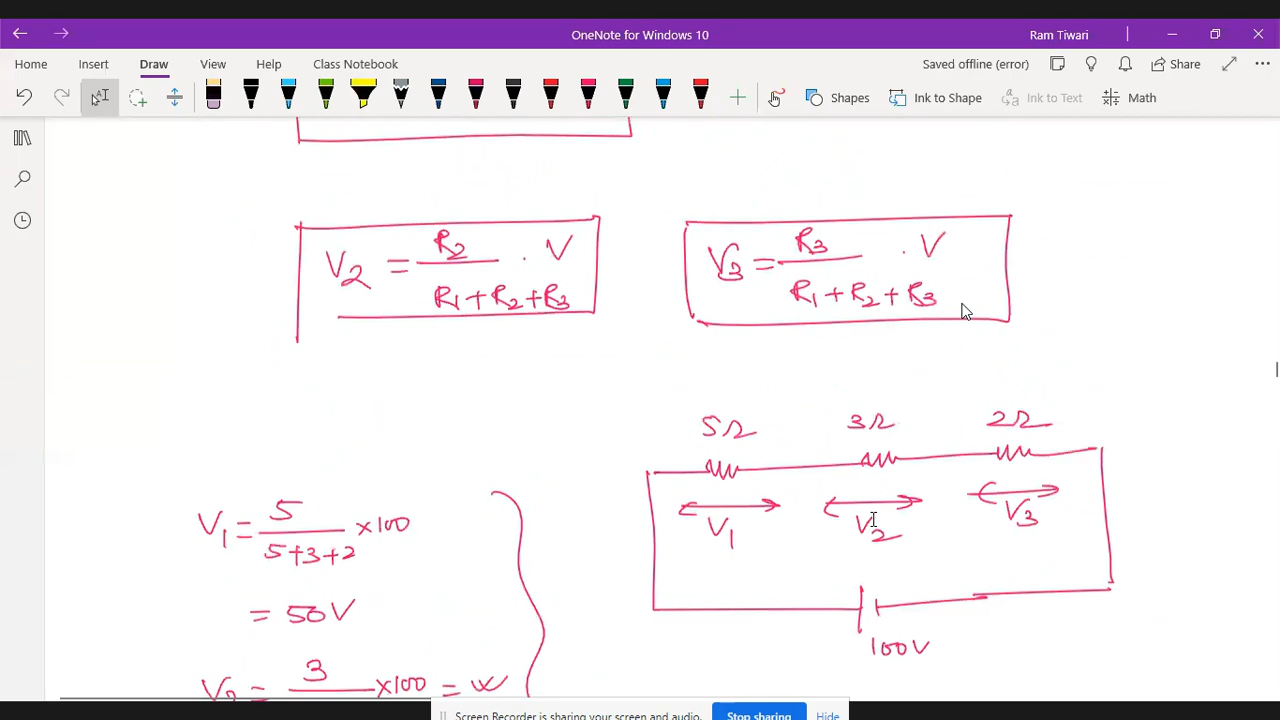 OneNote for Windows 10
Ram Tiwari
Home Insert Draw View Help Class Notebook
Saved offline (error)
Share
Shapes
Ink to Shape
Ink to Text
Math
V2 = R2 / R1+R2+R3 . V
V3 = R3 / R1+R2+R3 . V
5Ω 3Ω 2Ω
V1 V2 V3
100V
V1 = 5 / 5+3+2 ×100
= 50V
3 ×100 =
Screen Recorder is sharing your screen and audio.
Stop sharing
Hide